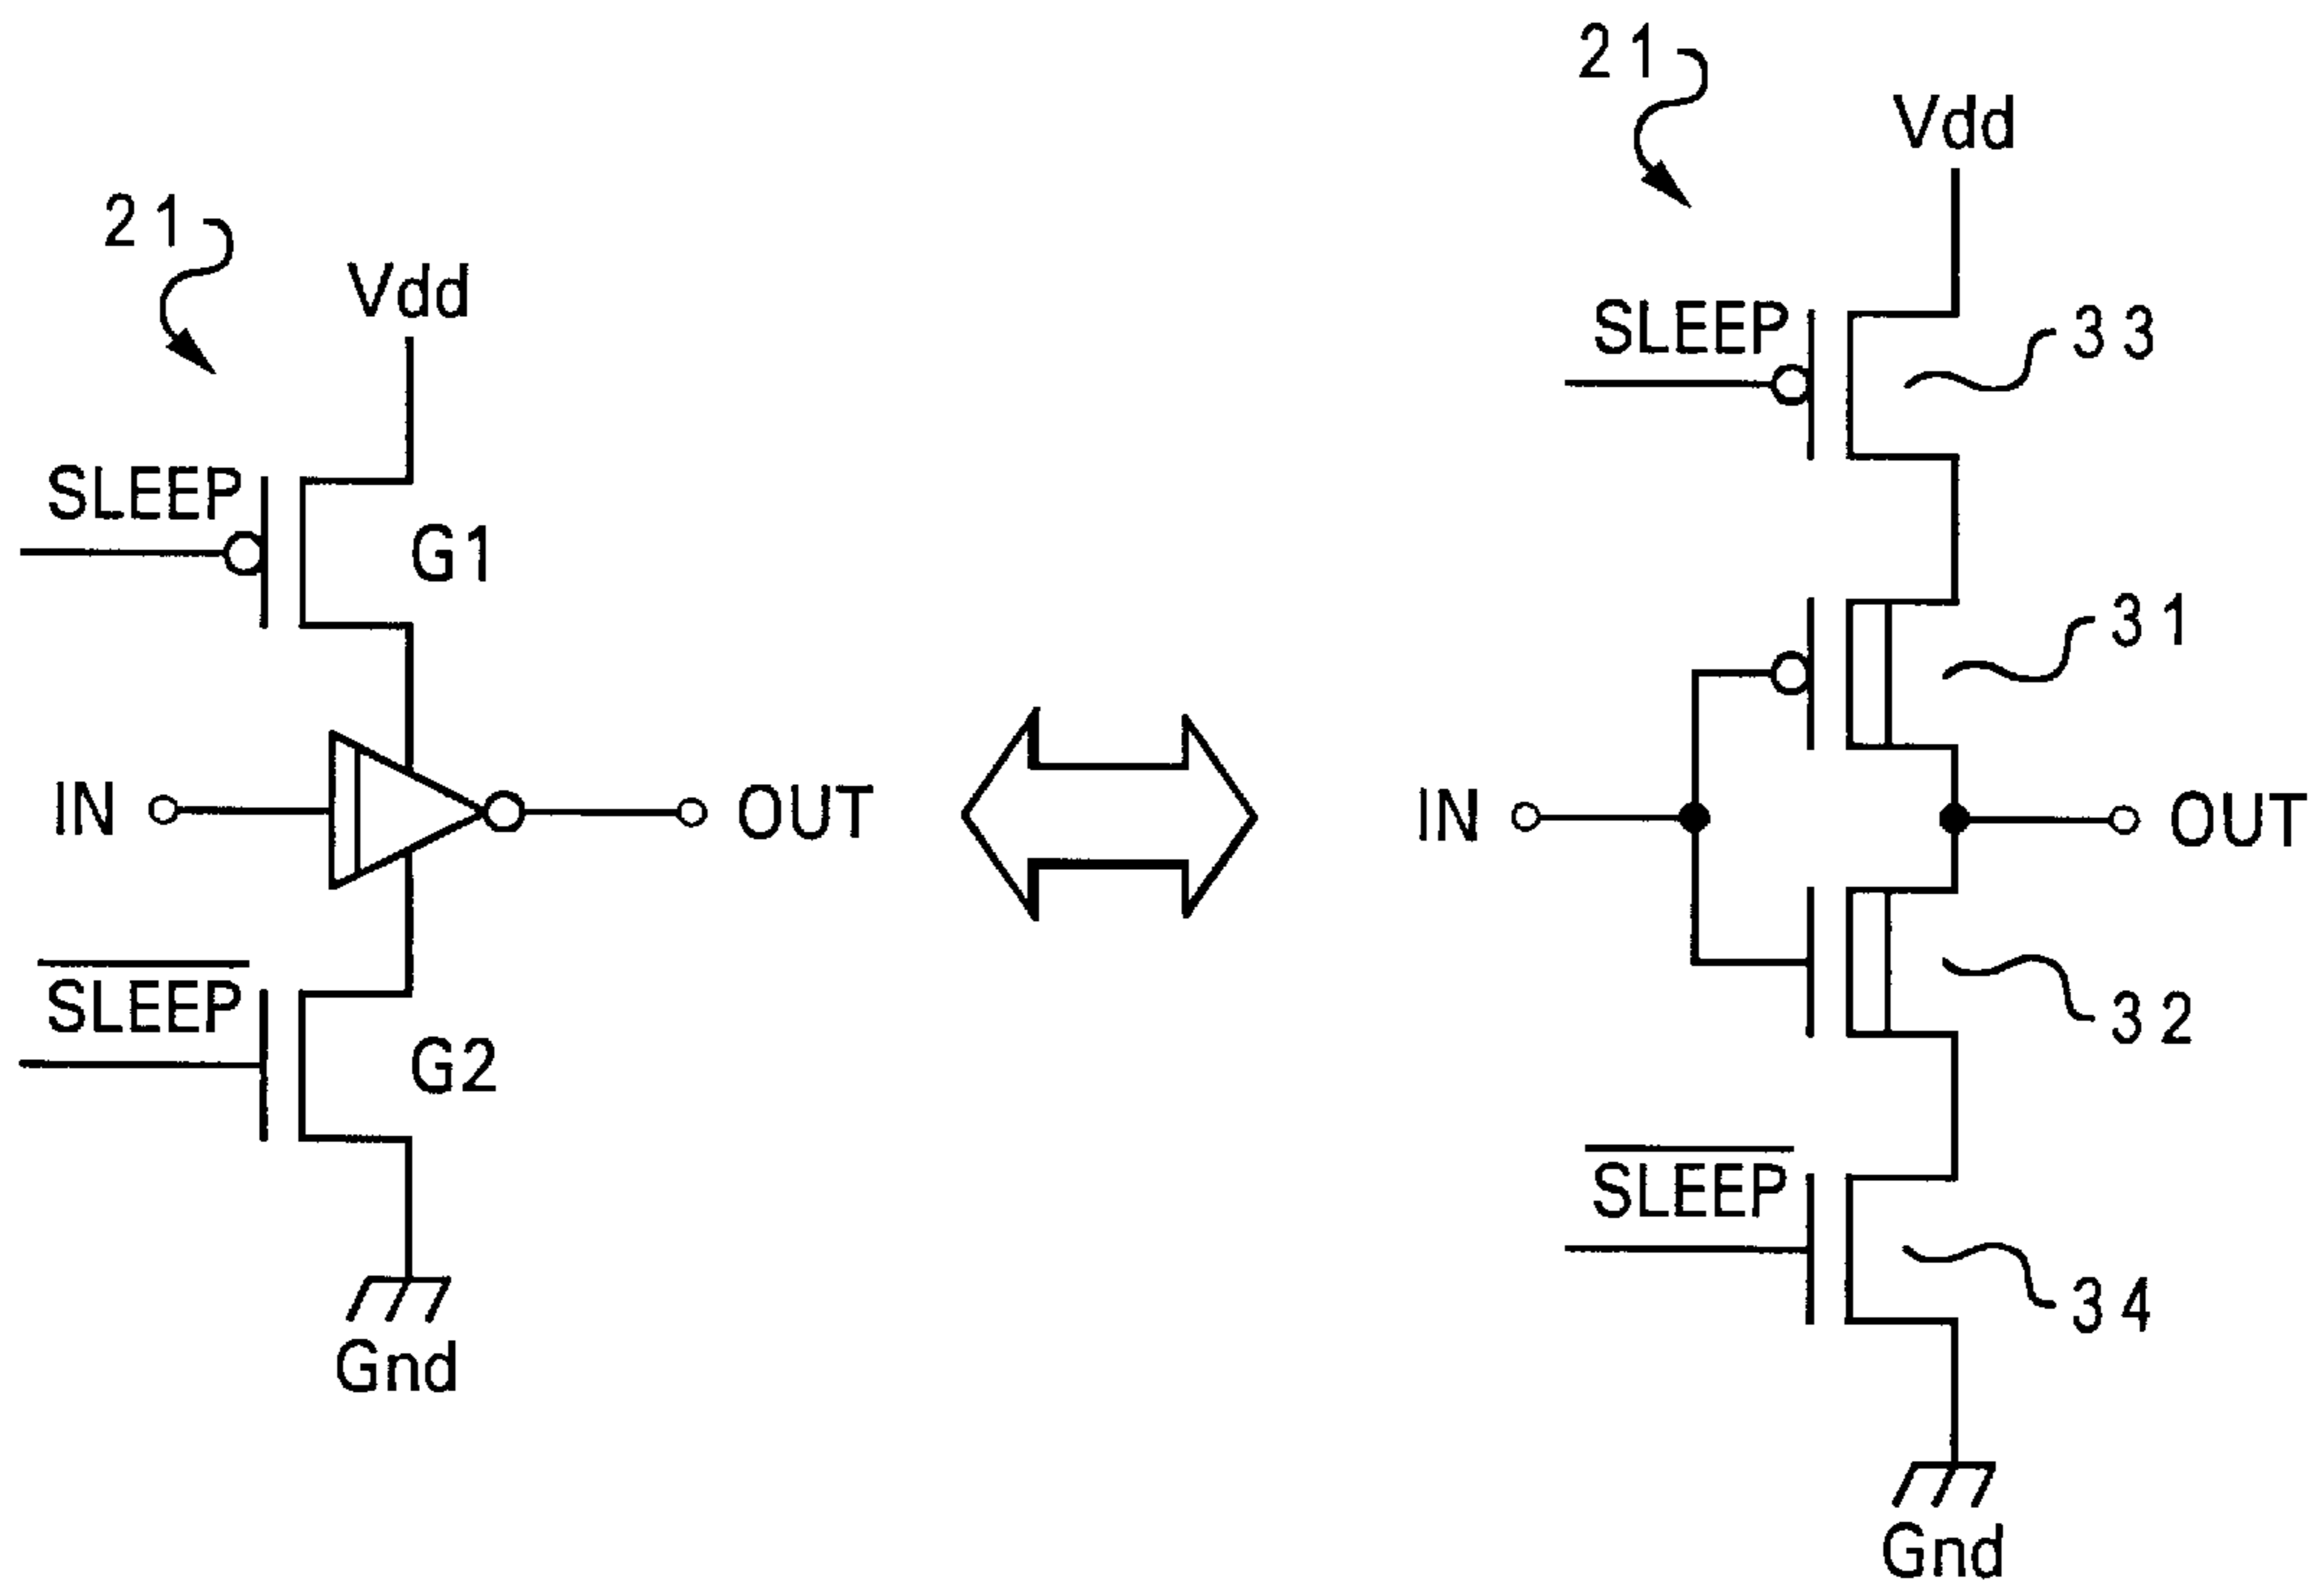 21
Vdd
SLEEP
G1
IN
OUT
SLEEP
G2
Gnd
21
Vdd
SLEEP
33
31
IN
OUT
32
SLEEP
34
Gnd